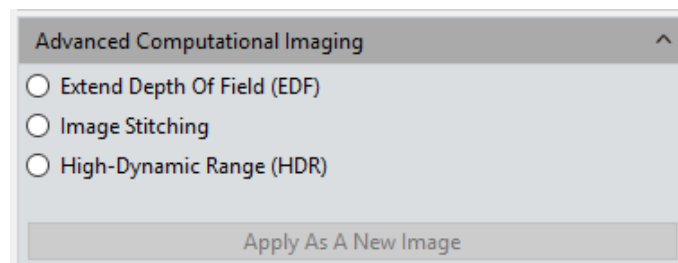 Advanced Computational Imaging
Extend Depth Of Field (EDF)
Image Stitching
High-Dynamic Range (HDR)
Apply As A New Image